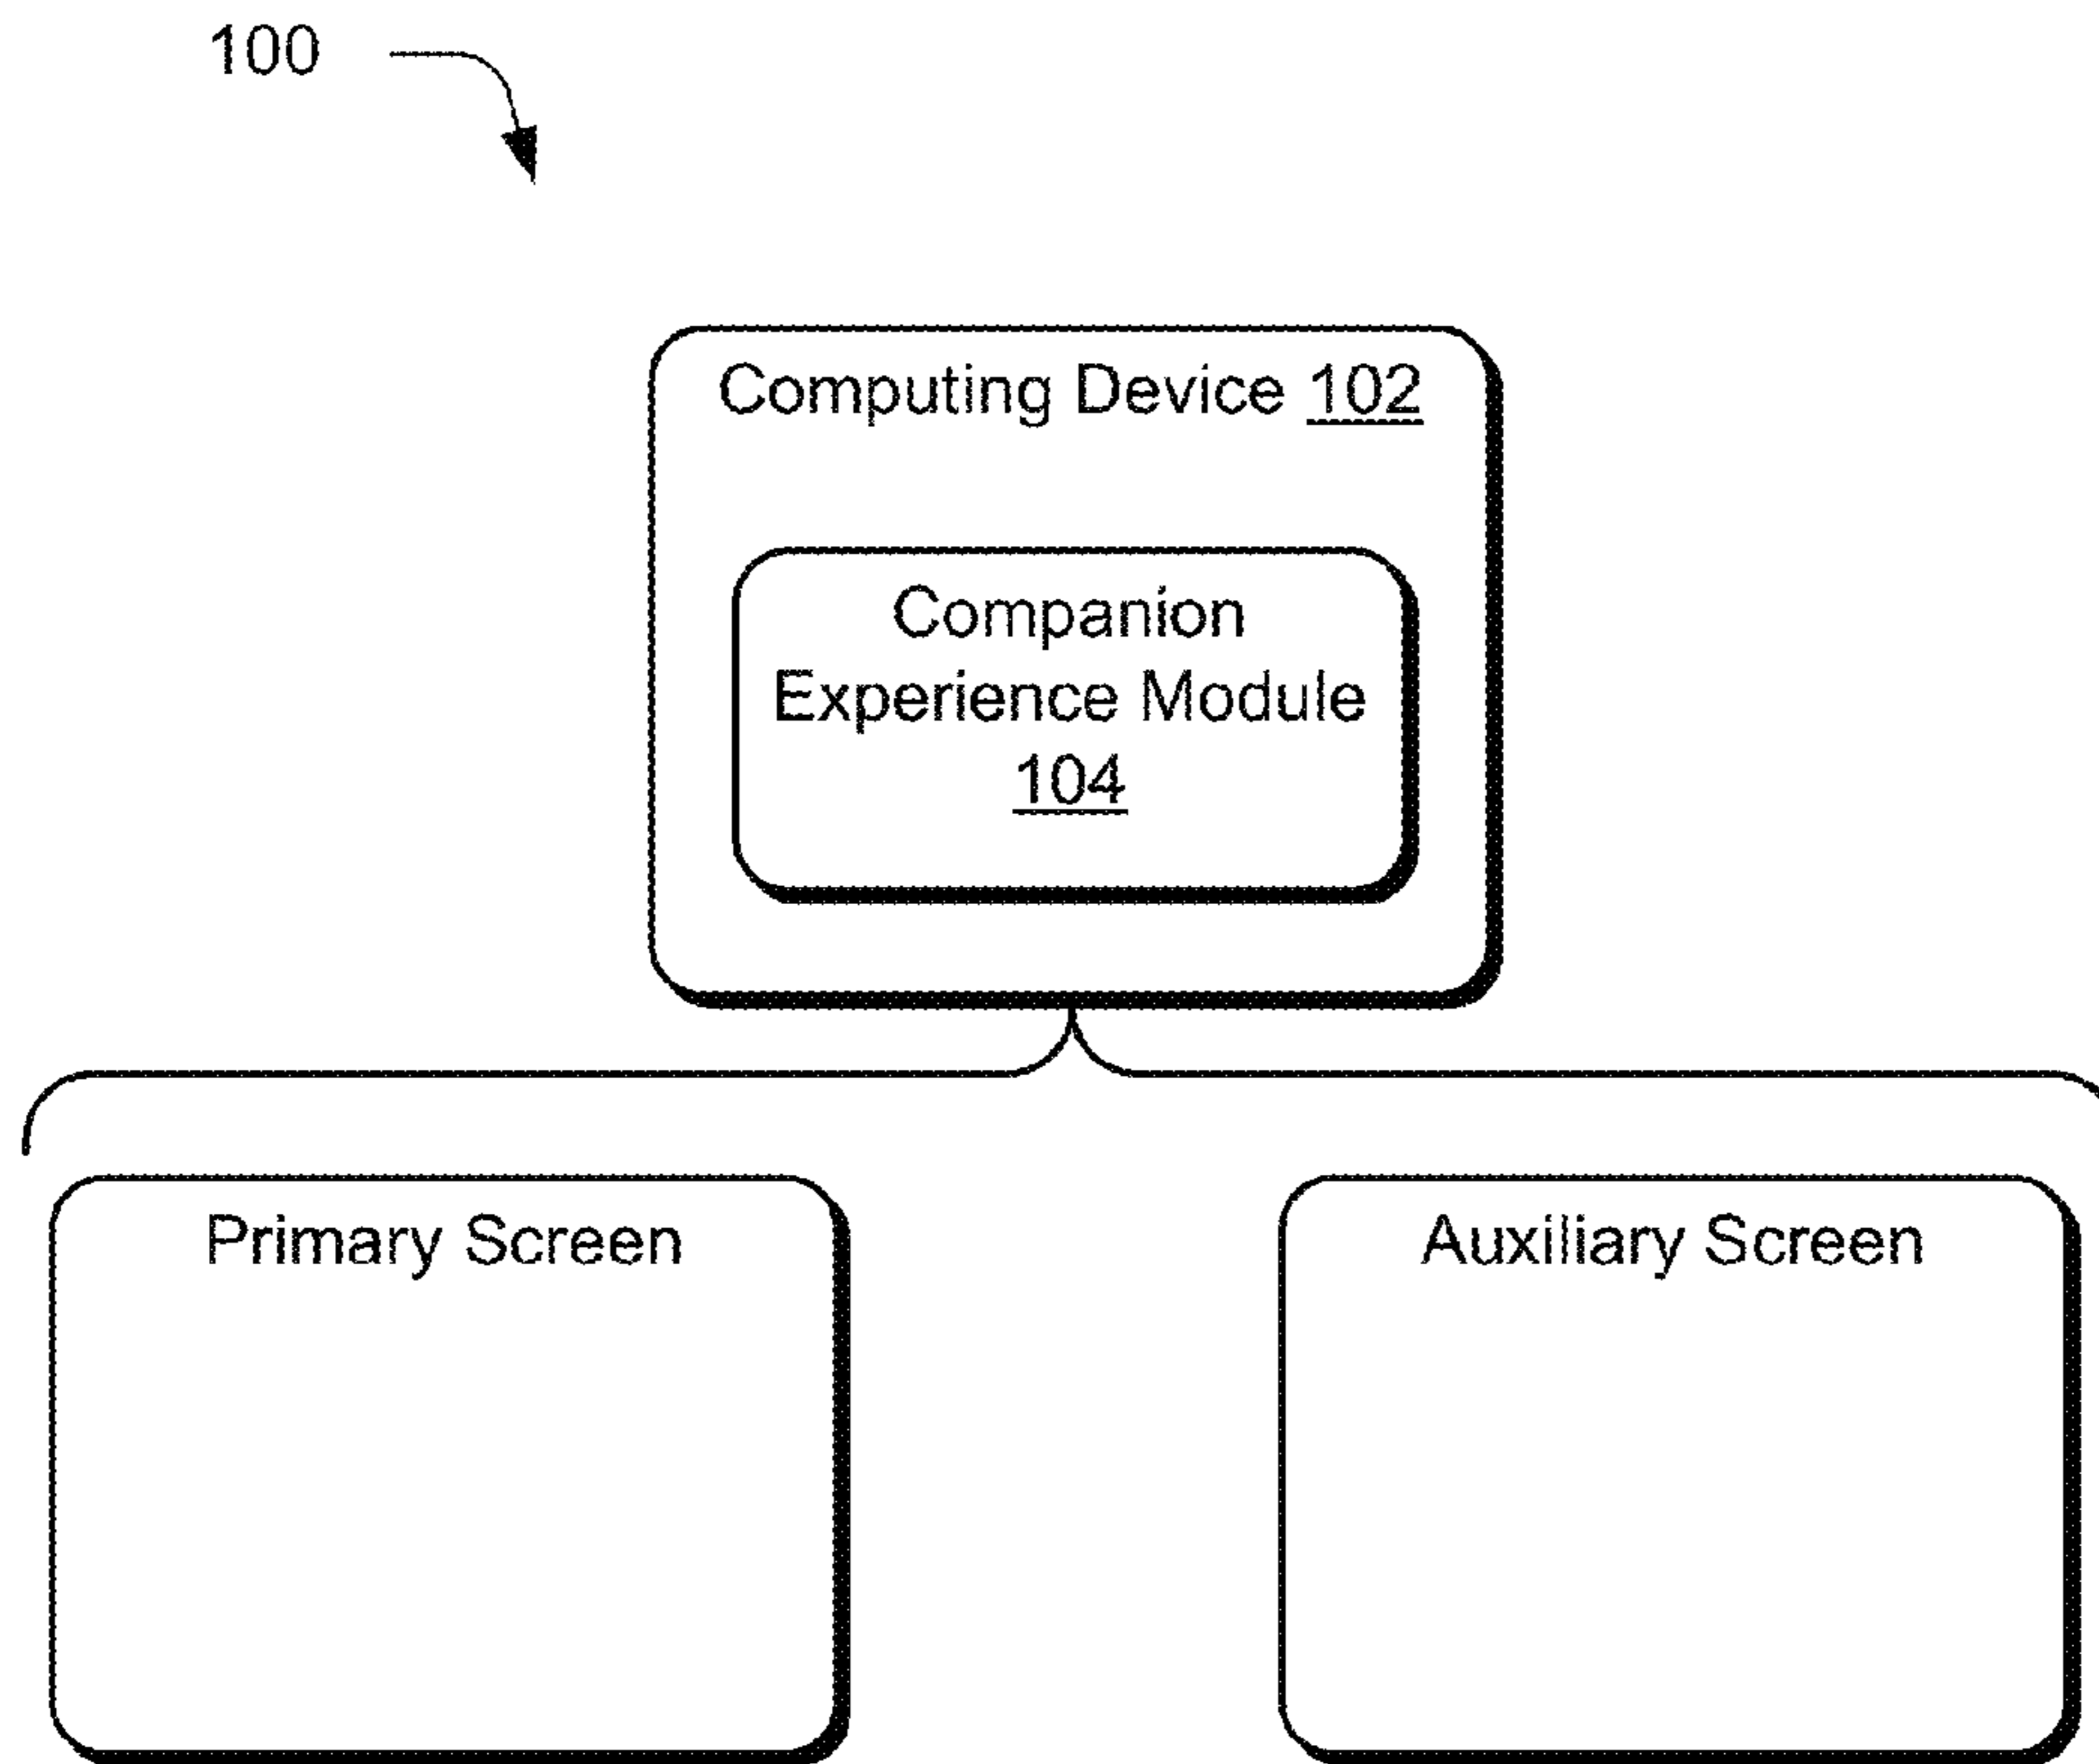 100
Computing Device 102
Companion
Experience Module
104
Primary Screen
Auxiliary Screen